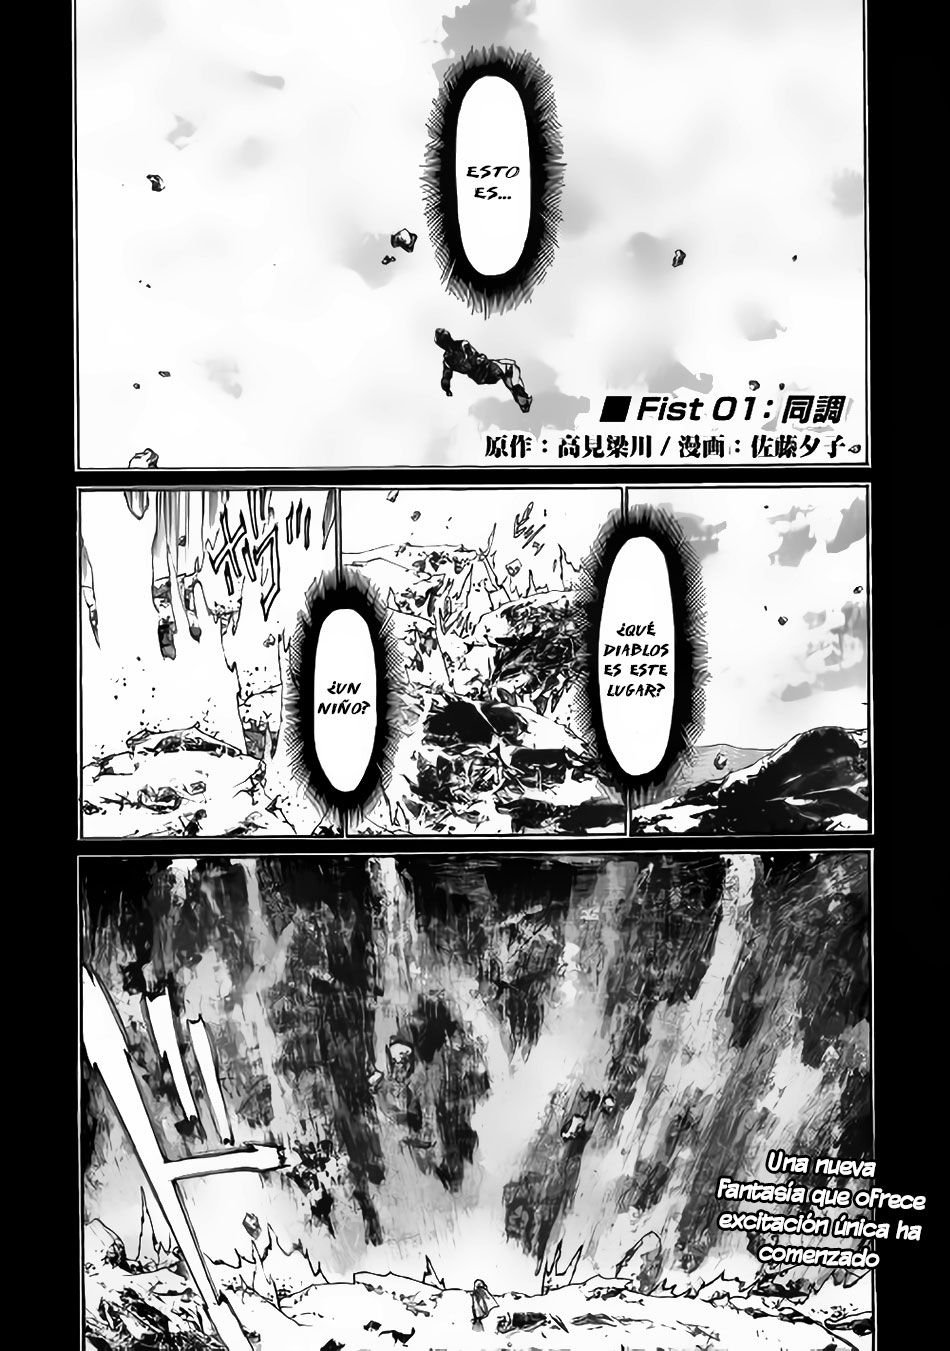 ESTO
ES...
■ Fist 01: 同調
原作：高見梁川 / 漫画：佐藤夕子
¿QUÉ
DIABLOS
ES ESTE
LUGAR?
¿UN
NIÑO?
Una nueva
fantasía que ofrece
excitación única ha
comenzado